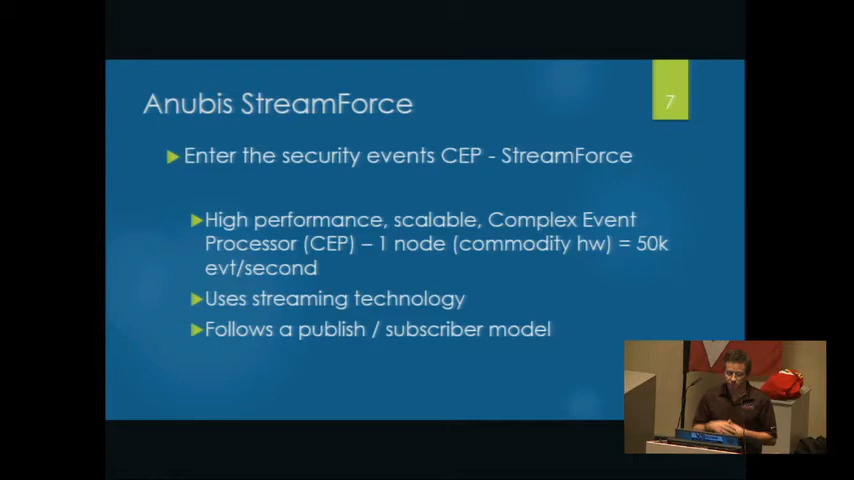 Anubis StreamForce
7
Enter the security events CEP - StreamForce
High performance, scalable, Complex Event
Processor (CEP) – 1 node (commodity hw) = 50k
evt/second
Uses streaming technology
Follows a publish / subscriber model